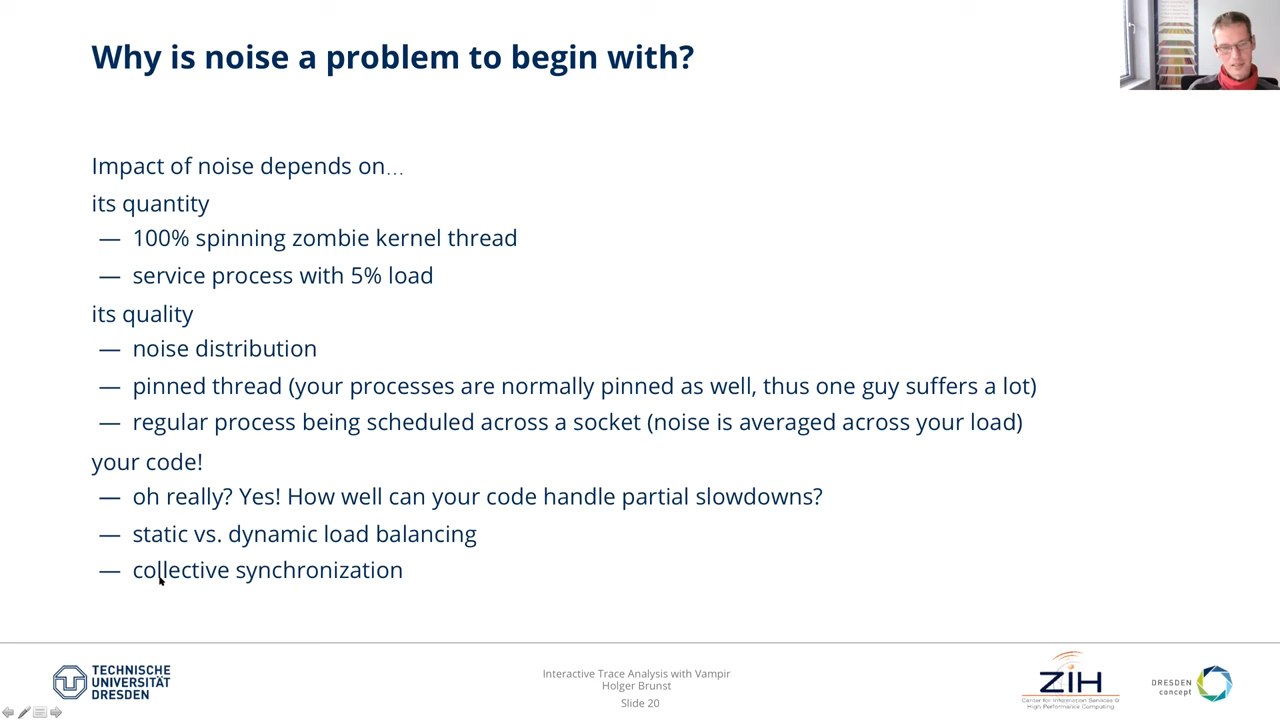 Why is noise a problem to begin with?
Impact of noise depends on...
its quantity
— 100% spinning zombie kernel thread
— service process with 5% load
its quality
— noise distribution
— pinned thread (your processes are normally pinned as well, thus one guy suffers a lot)
— regular process being scheduled across a socket (noise is averaged across your load)
your code!
— oh really? Yes! How well can your code handle partial slowdowns?
— static vs. dynamic load balancing
— collective synchronization
TECHNISCHE
UNIVERSITÄT
DRESDEN
Interactive Trace Analysis with Vampir
Holger Brunst
Slide 20
ZIH
Center for Information Services &
High Performance Computing
DRESDEN
concept